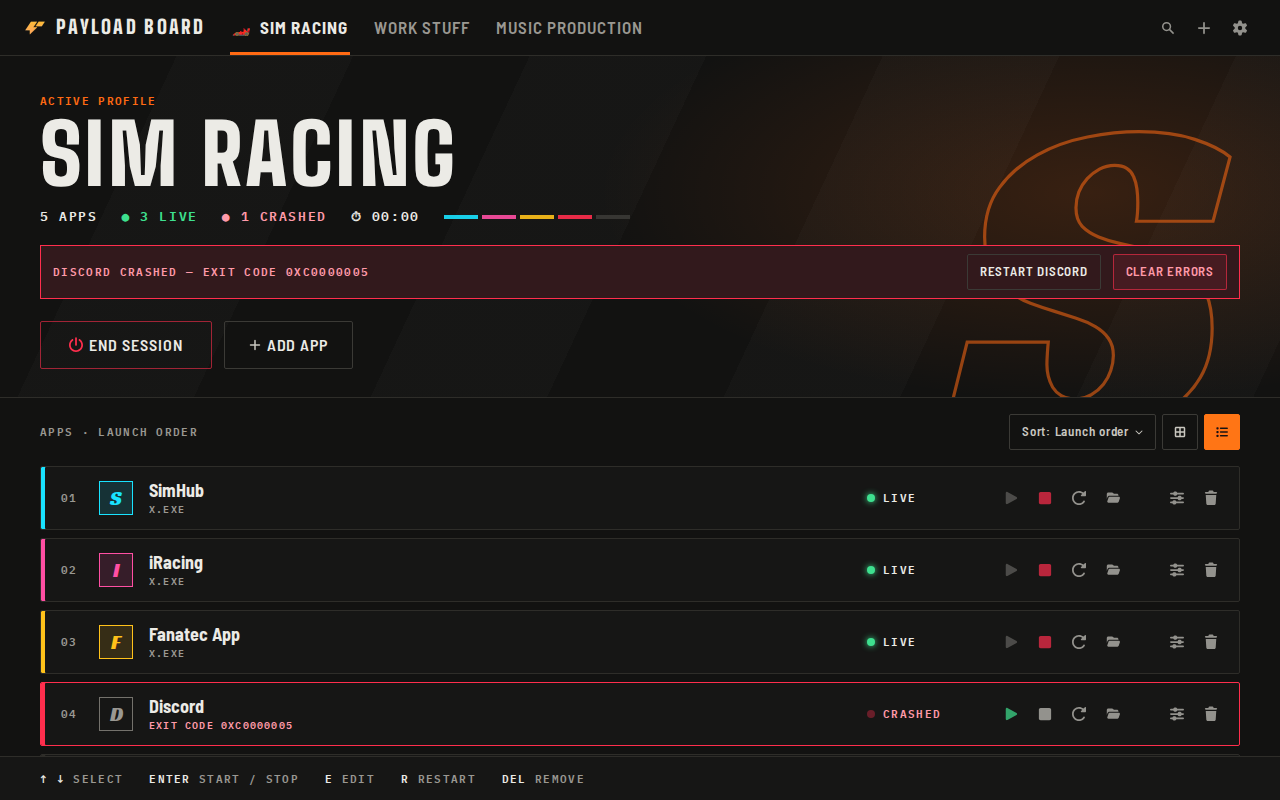 PAYLOAD BOARD SIM RACING WORK STUFF MUSIC PRODUCTION
ACTIVE PROFILE
SIM RACING
5 APPS 3 LIVE 1 CRASHED 00:00
S
DISCORD CRASHED — EXIT CODE 0XC0000005 RESTART DISCORD CLEAR ERRORS
END SESSION ADD APP
APPS · LAUNCH ORDER Sort: Launch order
01 S SimHub LIVE
X.EXE
02 I iRacing LIVE
X.EXE
03 F Fanatec App LIVE
X.EXE
04 D Discord CRASHED
EXIT CODE 0XC0000005
↑ ↓ SELECT ENTER START / STOP E EDIT R RESTART DEL REMOVE